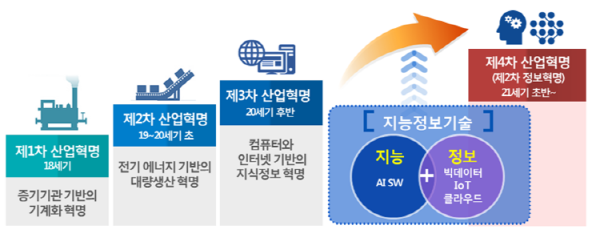 제1차 산업혁명
18세기
증기기관 기반의
기계화 혁명
제2차 산업혁명
19~20세기 초
전기 에너지 기반의
대량생산 혁명
제3차 산업혁명
20세기 후반
컴퓨터와
인터넷 기반의
지식정보 혁명
[ 지능정보기술 ]
지능
AI SW
+
정보
빅데이터
IoT
클라우드
제4차 산업혁명
(제2차 정보혁명)
21세기 초반~